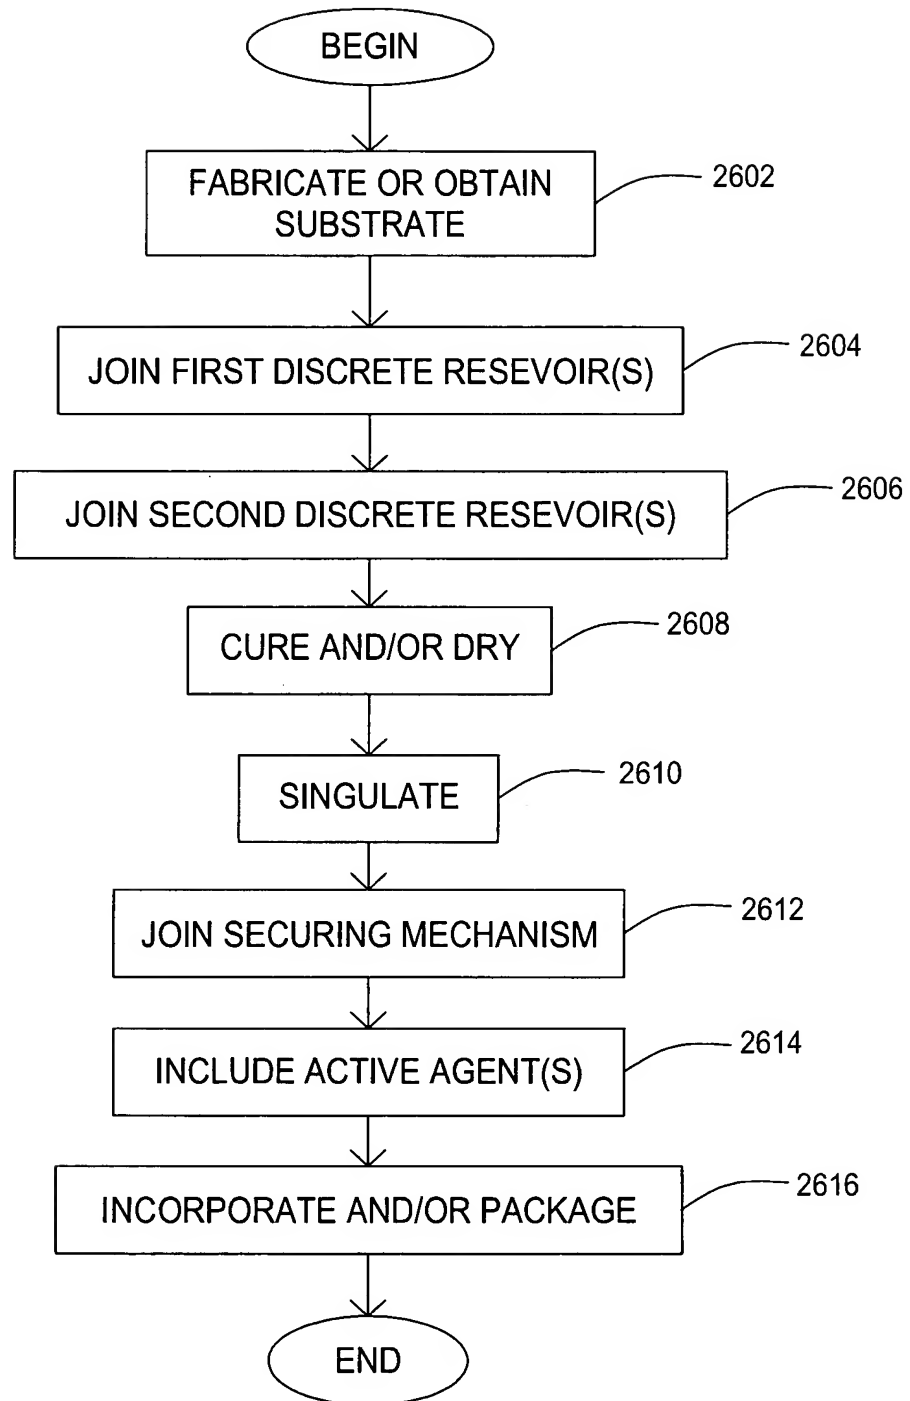 BEGIN
FABRICATE OR OBTAIN
SUBSTRATE
2602
JOIN FIRST DISCRETE RESEVOIR(S)
2604
JOIN SECOND DISCRETE RESEVOIR(S)
2606
CURE AND/OR DRY
2608
SINGULATE
2610
JOIN SECURING MECHANISM
2612
INCLUDE ACTIVE AGENT(S)
2614
INCORPORATE AND/OR PACKAGE
2616
END